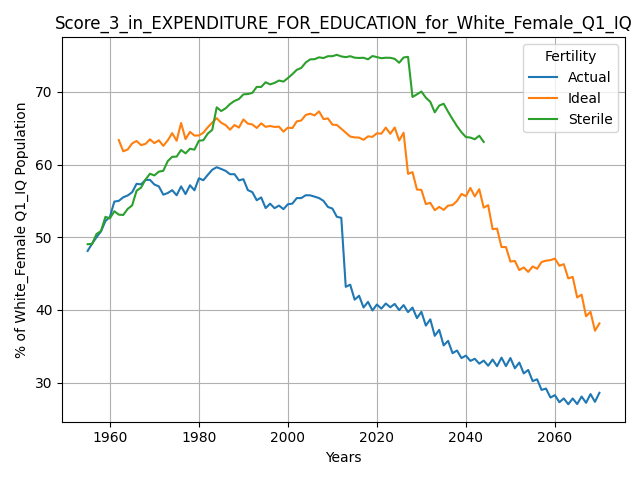 Score_3_in_EXPENDITURE_FOR_EDUCATION_for_White_Female_Q1_IQ
% of White_Female Q1_IQ Population
70
60
50
40
30
Fertility
Actual
Ideal
Sterile
1960
1980
2000
2020
2040
2060
Years